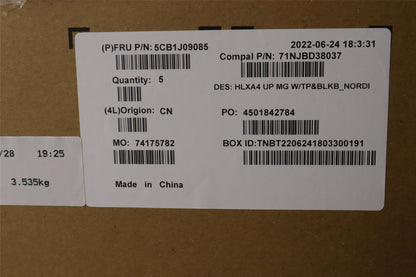 (P)FRU P/N: 5CB1J09085
2022-06-24 18:3:31
Compal P/N: 71NJBD38037
Quantity: 5
DES: HLXA4 UP MG W/TP&BLKB_NORDI
(4L)Origion: CN
PO: 4501842784
MO: 74175782
BOX ID:TNBT2206241803300191
Made in China
/28 19:25
3.535kg